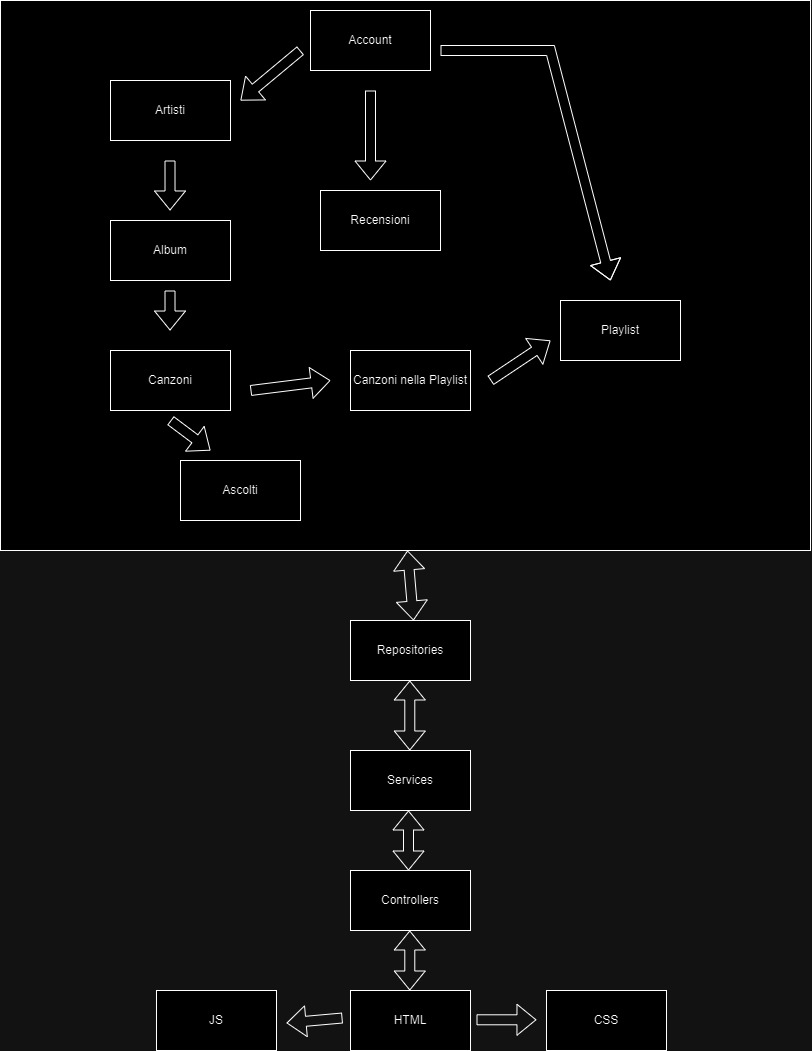 Account
Artisti
Recensioni
Album
Playlist
Canzoni
Canzoni nella Playlist
Ascolti
Repositories
Services
Controllers
JS
HTML
CSS